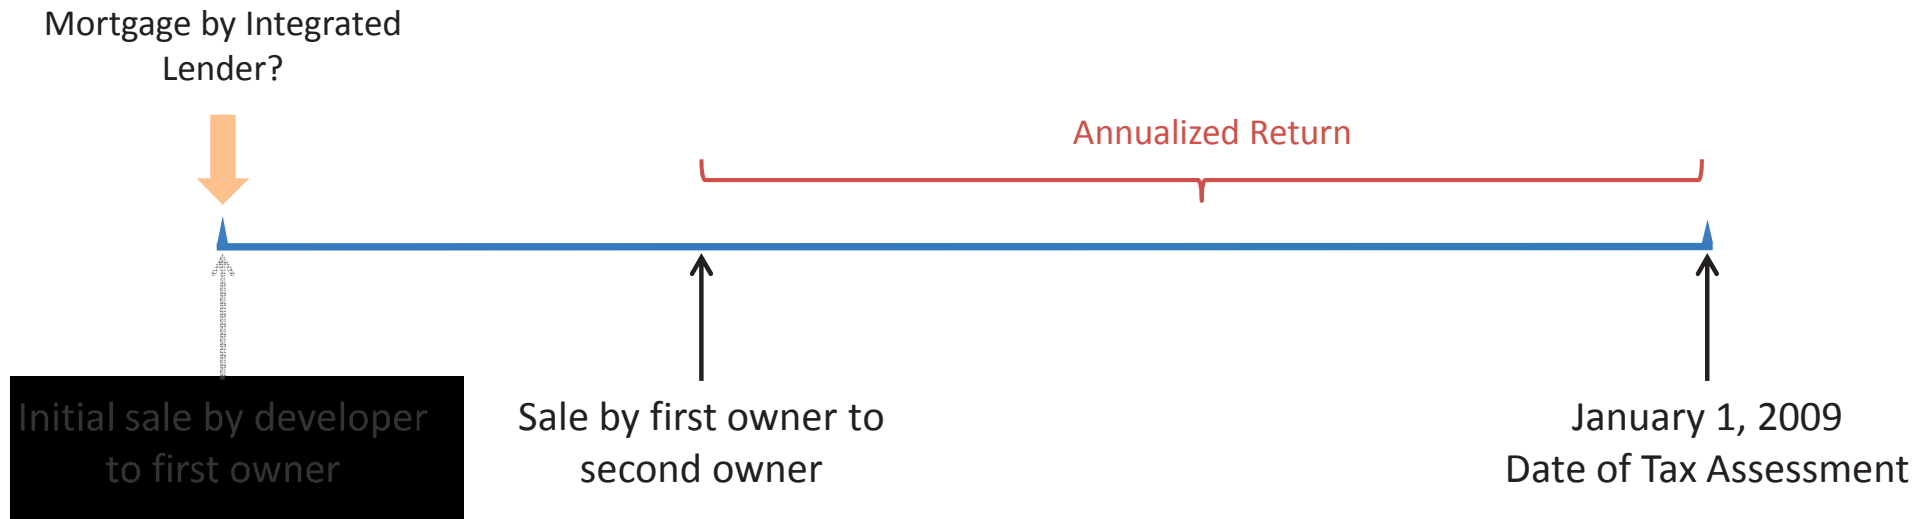 Mortgage by Integrated
Lender?
Annualized Return
Initial sale by developer
to first owner
Sale by first owner to
second owner
January 1, 2009
Date of Tax Assessment